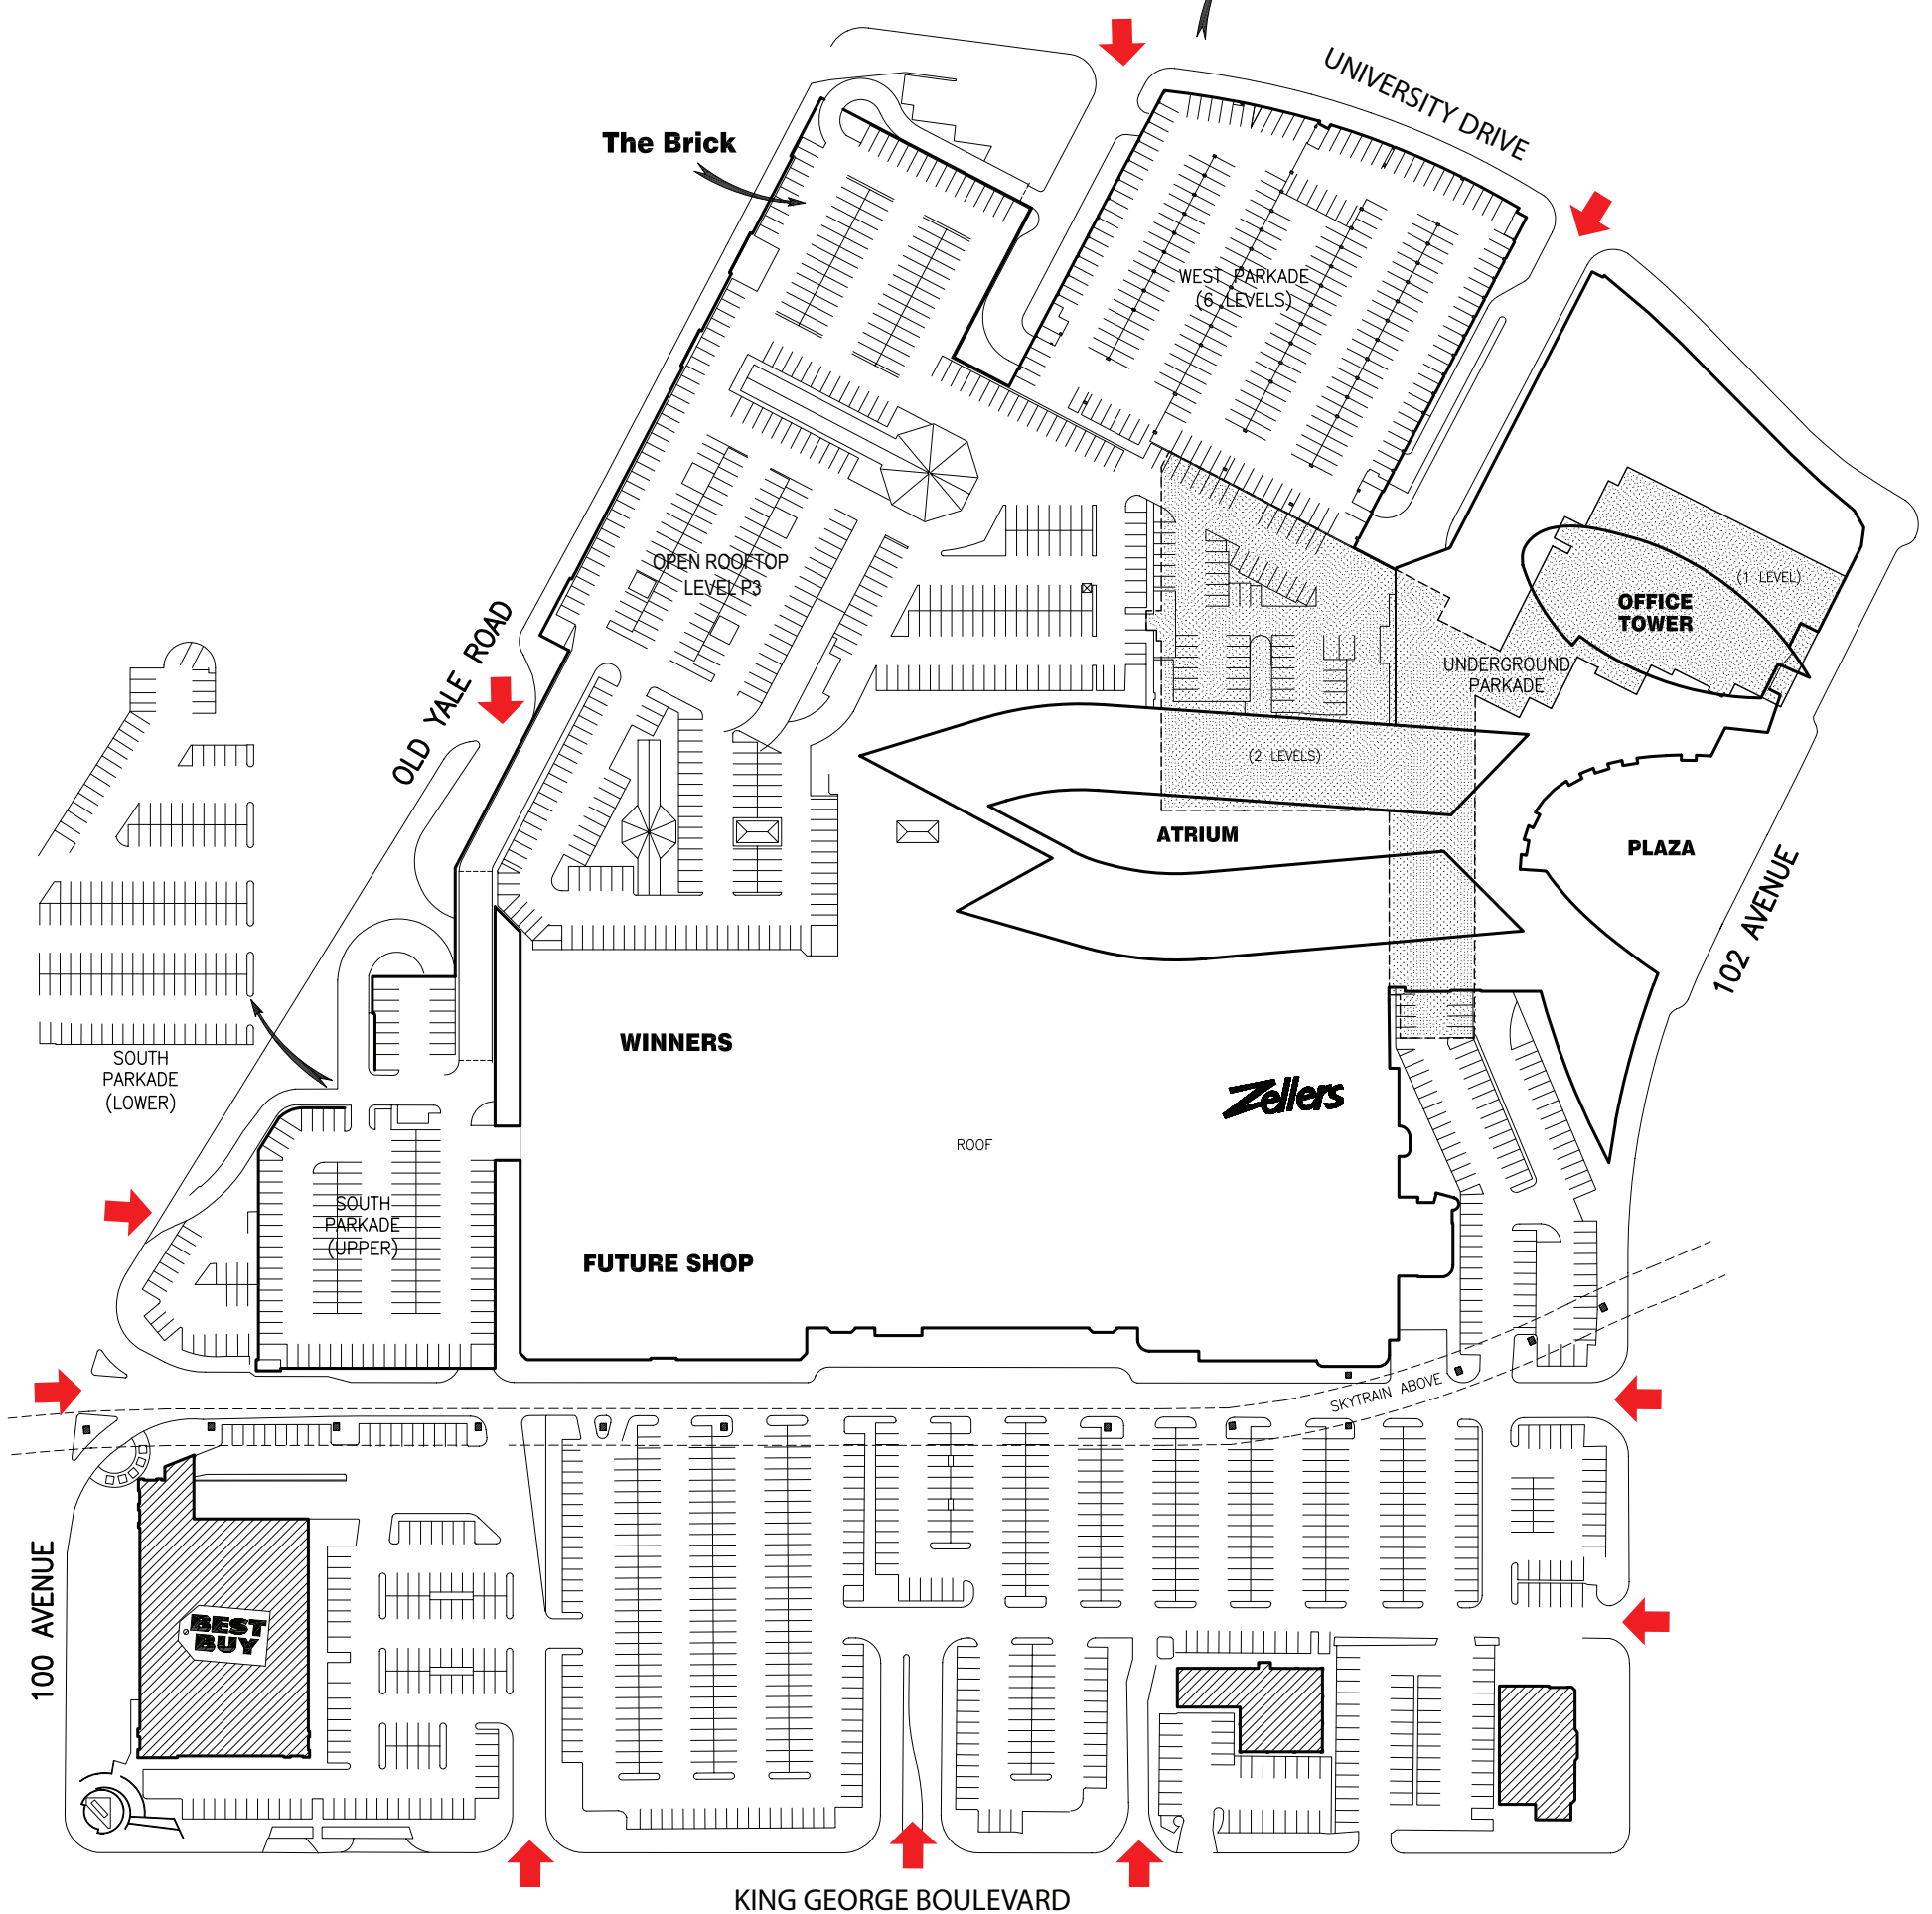 UNIVERSITY DRIVE
The Brick
WEST PARKADE
(6 LEVELS)
OPEN ROOFTOP
LEVEL P3
(1 LEVEL)
OFFICE
TOWER
UNDERGROUND
PARKADE
OLD YALE ROAD
(2 LEVELS)
ATRIUM
PLAZA
102 AVENUE
WINNERS
SOUTH
PARKADE
(LOWER)
Zellers
ROOF
SOUTH
PARKADE
(UPPER)
FUTURE SHOP
SKYTRAIN ABOVE
100 AVENUE
BEST
BUY
KING GEORGE BOULEVARD